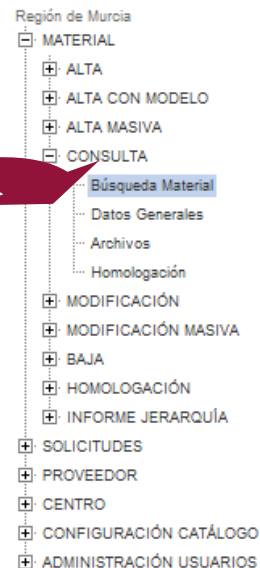 Región de Murcia
MATERIAL
ALTA
ALTA CON MODELO
ALTA MASIVA
CONSULTA
Búsqueda Material
Datos Generales
Archivos
Homologación
MODIFICACIÓN
MODIFICACIÓN MASIVA
BAJA
HOMOLOGACIÓN
INFORME JERARQUÍA
SOLICITUDES
PROVEEDOR
CENTRO
CONFIGURACIÓN CATÁLOGO
ADMINISTRACIÓN USUARIOS